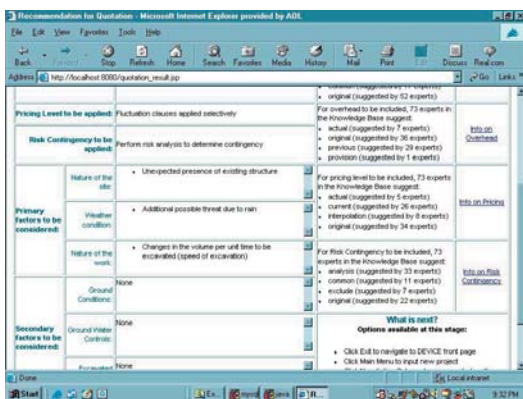 Recommendation for Quotation - Microsoft Internet Explorer provided by AOL
File Edit View Favorites Tools Help
Back Stop Refresh Home Search Favorites Media History Mail Print Edit Discuss Real.com
Address http://localhost:8080/quotation_result.jsp Go Links »
original (suggested by 52 experts)
Pricing Level to be applied: Fluctuation clauses applied selectively
Risk Contingency to be applied: Perform risk analysis to determine contingency
For overhead to be included, 73 experts in
the Knowledge Base suggest:
actual (suggested by 7 experts)
original (suggested by 36 experts)
previous (suggested by 29 experts)
provision (suggested by 1 experts)
Info on
Overhead
Primary
factors to be
considered:
Nature of the
site:
Unexpected presence of existing structure
Weather
condition:
Additional possible threat due to rain
Nature of the
work:
Changes in the volume per unit time to be
excavated (speed of excavation)
For pricing level to be included, 73 experts
in the Knowledge Base suggest:
actual (suggested by 5 experts)
current (suggested by 26 experts)
interpolation (suggested by 8 experts)
original (suggested by 34 experts)
Info on Pricing
For Risk Contingency to be included, 73
experts in the Knowledge Base suggest:
analysis (suggested by 33 experts)
common (suggested by 11 experts)
exclude (suggested by 7 experts)
original (suggested by 22 experts)
Info on Risk
Contingency
Secondary
factors to be
considered:
Ground
Conditions:
None
Ground Water
Controls:
None
Excavated
None
What is next?
Options available at this stage:
Click Exit to navigate to DEVICE front
page
Click Main Menu to input new project
Done Local intranet
Start Ex... mysql java R... 9:32 PM